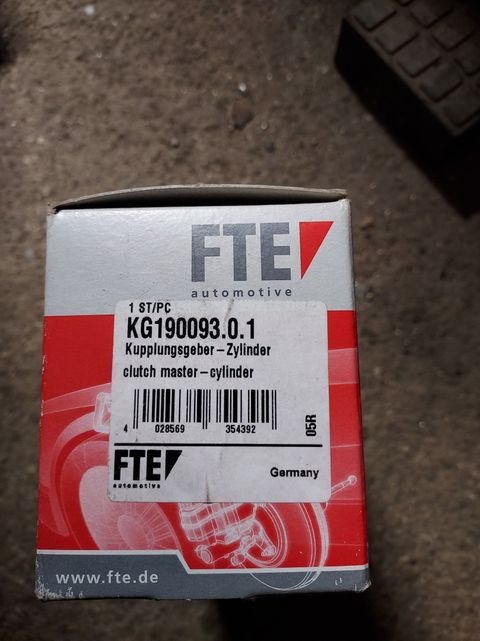 FTE
automotive
1 ST/PC
KG190093.0.1
Kupplungsgeber-Zylinder
clutch master-cylinder
4 028569 354392
05R
FTE
automotive
Germany
www.fte.de